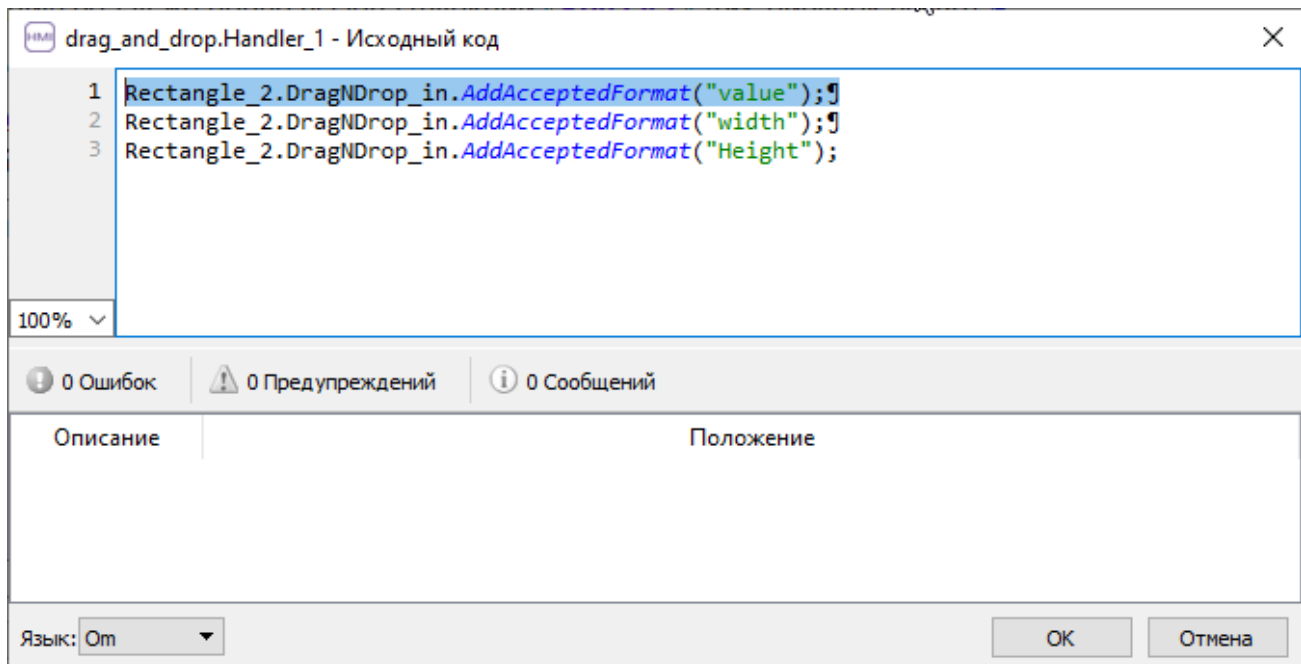 HMI drag_and_drop.Handler_1 - Исходный код
1 Rectangle_2.DragNDrop_in.AddAcceptedFormat("value");¶
2 Rectangle_2.DragNDrop_in.AddAcceptedFormat("width");¶
3 Rectangle_2.DragNDrop_in.AddAcceptedFormat("Height");
100%
0 Ошибок 0 Предупреждений 0 Сообщений
Описание Положение
Язык: Om OK Отмена